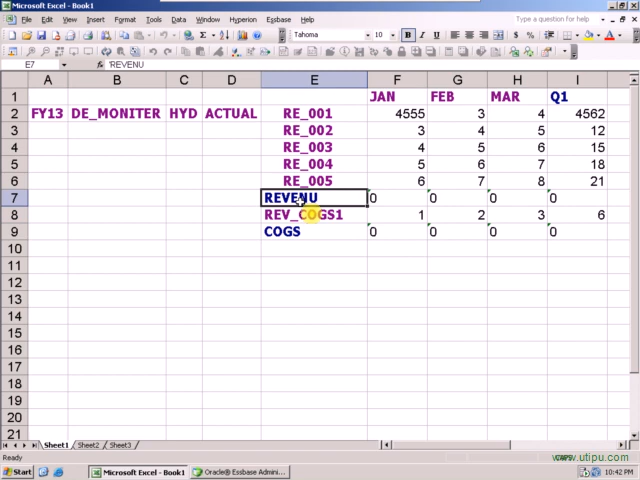 Microsoft Excel - Book1
File Edit View Insert Format Tools Data Window Hyperion Essbase Help
Type a question for help
Tahoma 10 B I U $ %
E7 'REVENU
A B C D E F G H I
1 JAN FEB MAR Q1
2 FY13 DE_MONITER HYD ACTUAL RE_001 4555 3 4 4562
3 RE_002 3 4 5 12
4 RE_003 4 5 6 15
5 RE_004 5 6 7 18
6 RE_005 6 7 8 21
7 REVENU 0 0 0 0
8 REV_COGS1 1 2 3 6
9 COGS 0 0 0 0
10
11
12
13
14
15
16
17
18
19
20
21
Sheet1 Sheet2 Sheet3
Ready
www.utipu.com
Start Microsoft Excel - Book1 Oracle® Essbase Admini... 10:42 PM